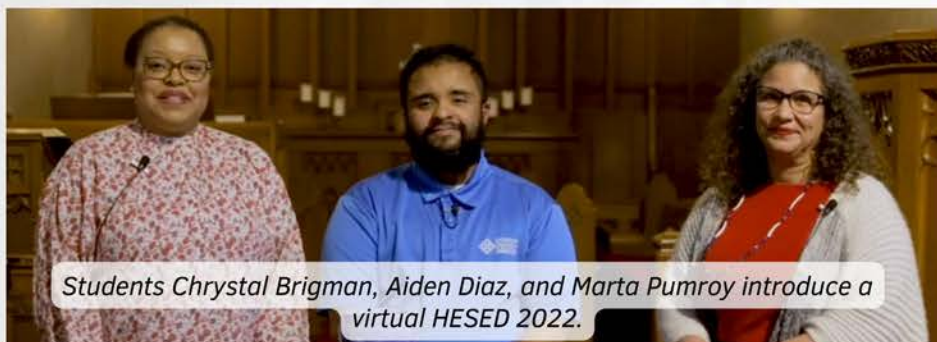 Students Chrystal Brigman, Aiden Diaz, and Marta Pumroy introduce a
virtual HESED 2022.